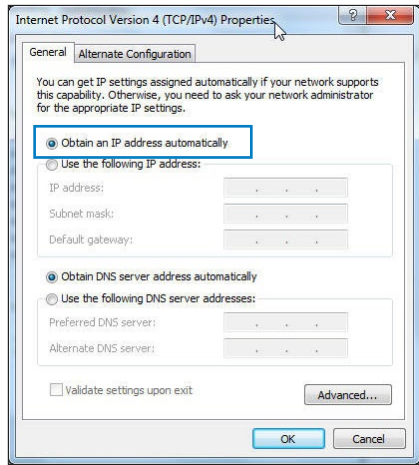 Internet Protocol Version 4 (TCP/IPv4) Properties
General
Alternate Configuration
You can get IP settings assigned automatically if your network supports
this capability. Otherwise, you need to ask your network administrator
for the appropriate IP settings.
Obtain an IP address automatically
Use the following IP address:
IP address:
Subnet mask:
Default gateway:
Obtain DNS server address automatically
Use the following DNS server addresses:
Preferred DNS server:
Alternate DNS server:
Validate settings upon exit
Advanced...
OK
Cancel